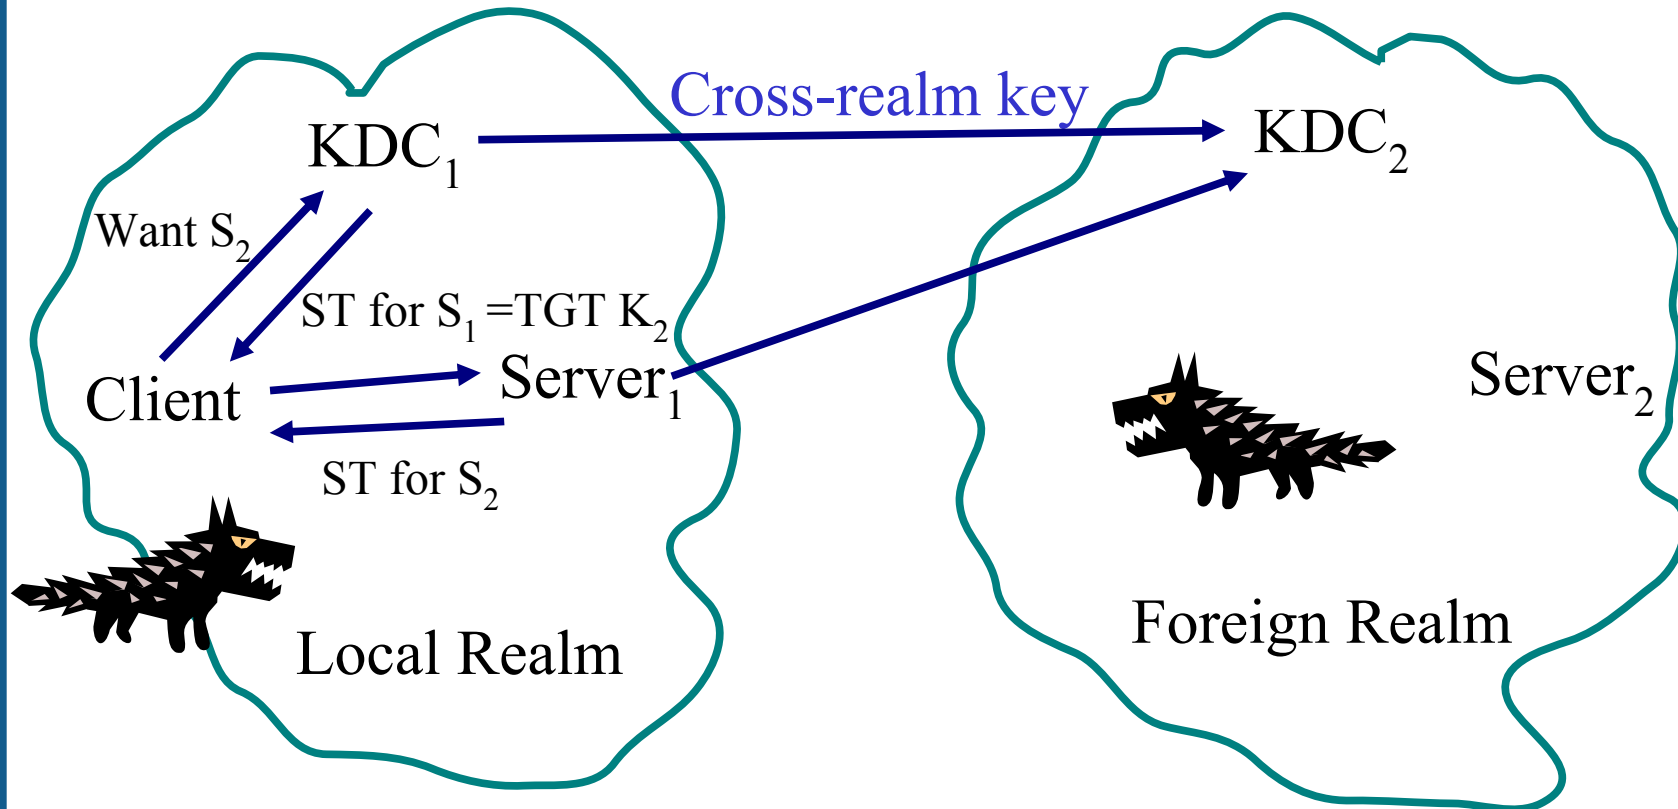 Cross-realm key
KDC₁
KDC₂
Want S₂
ST for S₁ =TGT K₂
Client
Server₁
Server₂
ST for S₂
Foreign Realm
Local Realm